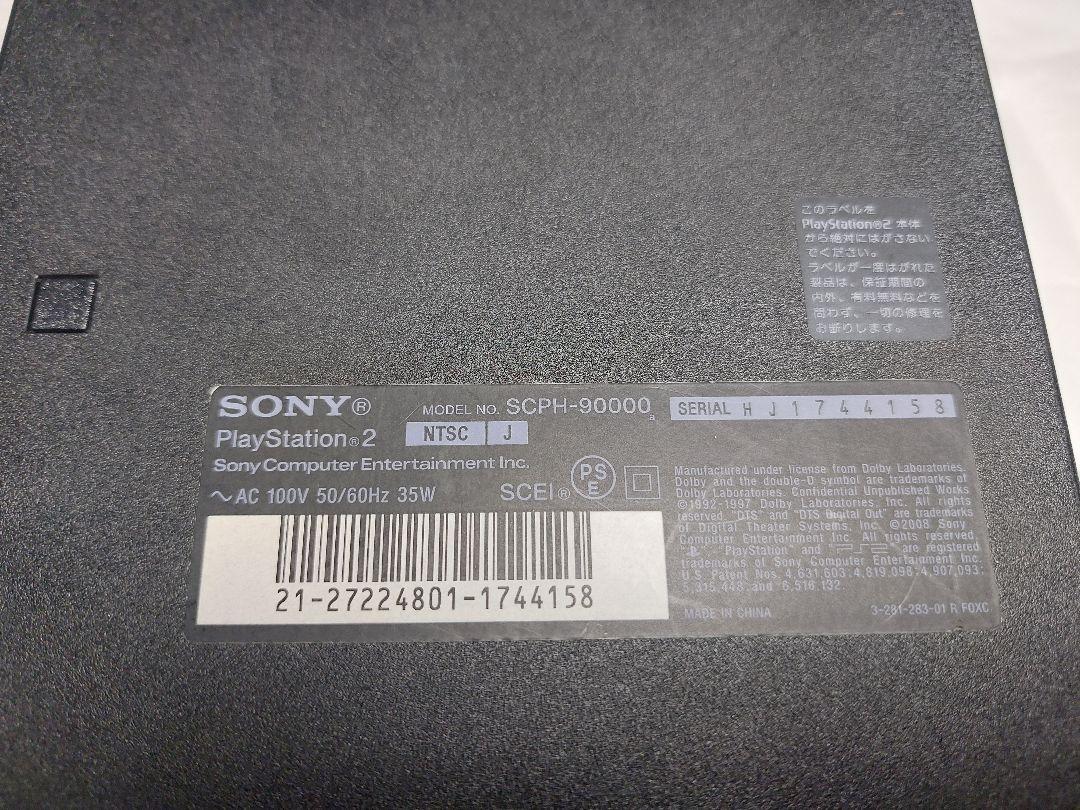 このラベルを
PlayStation®2 本体
から絶対にはがさない
でください。
ラベルが一度はがれた
製品は、保証期間の
内外、有料無料などを
問わず、一切の修理を
お断りします。
SONY® MODEL NO. SCPH-90000 a SERIAL H J 1 7 4 4 1 5 8
PlayStation®2 NTSC J
Sony Computer Entertainment Inc.
~AC 100V 50/60Hz 35W SCEI® PS E
21-27224801-1744158
Manufactured under license from Dolby Laboratories.
Dolby and the double-D symbol are trademarks of
Dolby Laboratories. Confidential Unpublished Works
©1992-1997 Dolby Laboratories, Inc. All rights
reserved. "DTS" and "DTS Digital Out" are trademarks
of Digital Theater Systems, Inc. ©2008 Sony
Computer Entertainment Inc. All rights reserved.
"PlayStation" and "PS2" are registered
trademarks of Sony Computer Entertainment Inc.
U.S. Patent Nos. 4,631,603;4,819,098;4,907,093;
5,315,448 and 6,516,132.
MADE IN CHINA 3-281-283-01 R FOXC